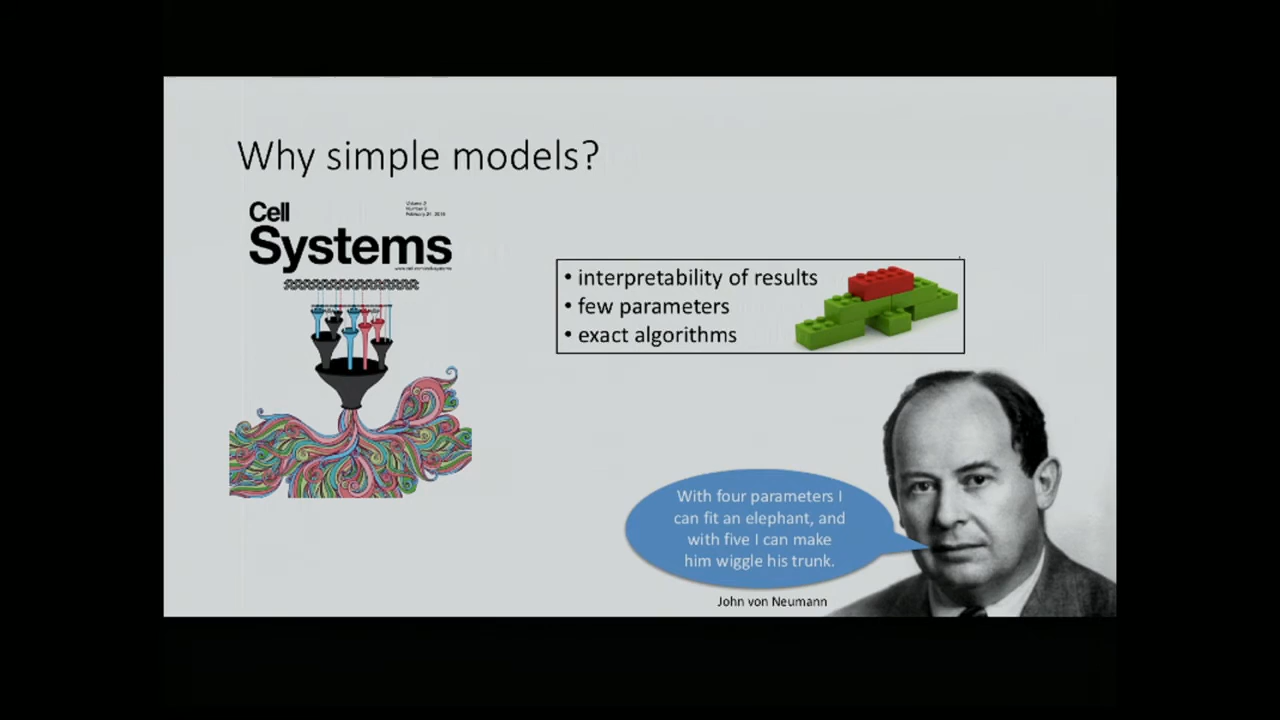 Why simple models?
Cell
Systems
• interpretability of results
• few parameters
• exact algorithms
With four parameters I
can fit an elephant, and
with five I can make
him wiggle his trunk.
John von Neumann